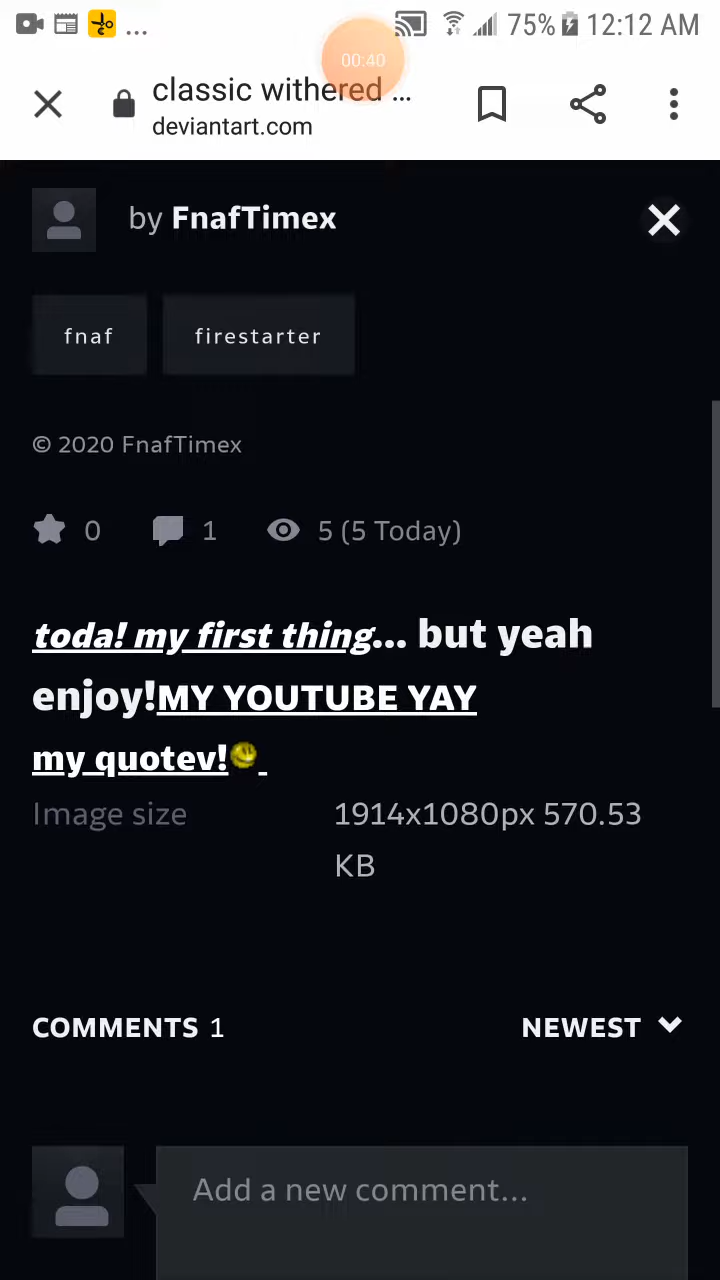 ... 00:40 75% 12:12 AM
classic withered ...
deviantart.com
by FnafTimex
fnaf firestarter
© 2020 FnafTimex
0 1 5 (5 Today)
toda! my first thing... but yeah
enjoy!MY YOUTUBE YAY
my quotev!
Image size 1914x1080px 570.53
KB
COMMENTS 1 NEWEST
Add a new comment...